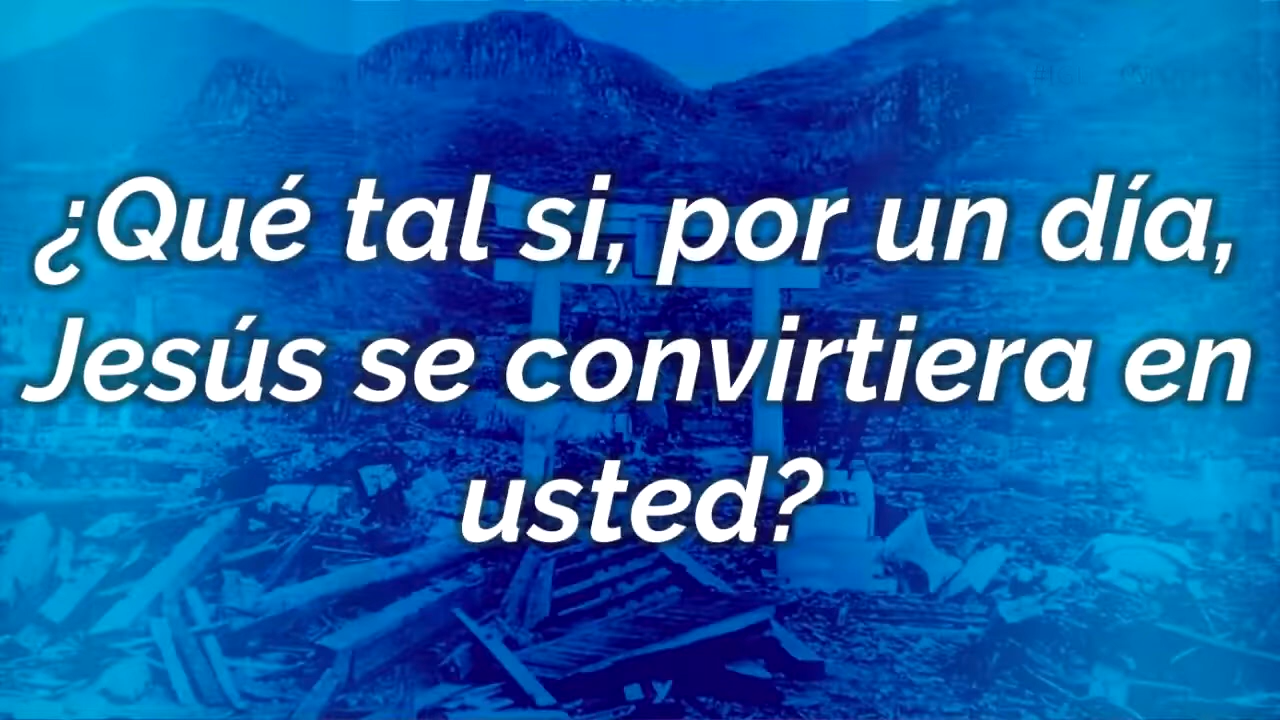 ¿Qué tal si, por un día,
Jesús se convirtiera en
usted?